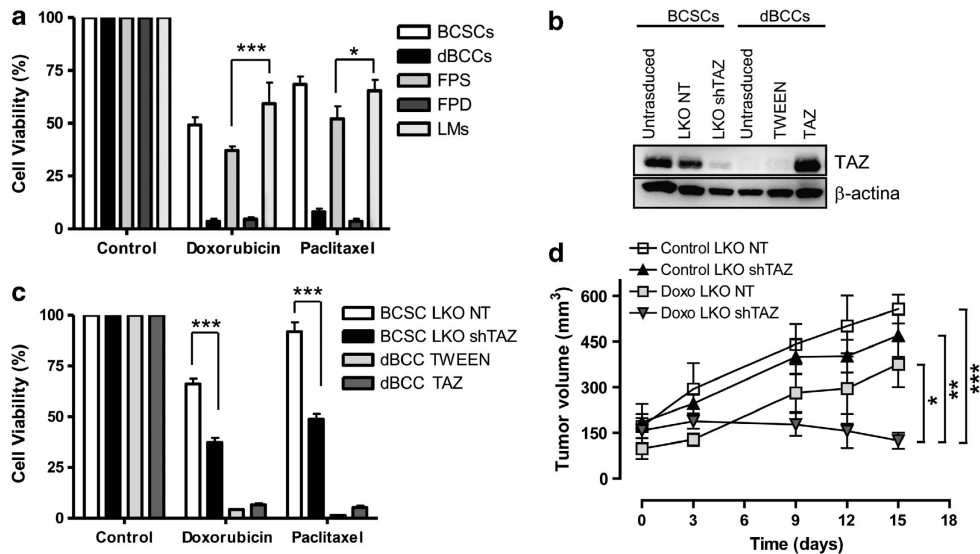 a
Cell Viability (%)
100
75
50
25
0
***
*
BCSCs
dBCCs
FPS
FPD
LMs
Control
Doxorubicin
Paclitaxel
b
BCSCs
dBCCs
Untrasduced
LKO NT
LKO shTAZ
Untrasduced
TWEEN
TAZ
TAZ
β-actina
c
Cell Viability (%)
100
75
50
25
0
***
***
BCSC LKO NT
BCSC LKO shTAZ
dBCC TWEEN
dBCC TAZ
Control
Doxorubicin
Paclitaxel
d
Control LKO NT
Control LKO shTAZ
Doxo LKO NT
Doxo LKO shTAZ
Tumor volume (mm³)
600
450
300
150
0
*
**
***
0
3
6
9
12
15
18
Time (days)